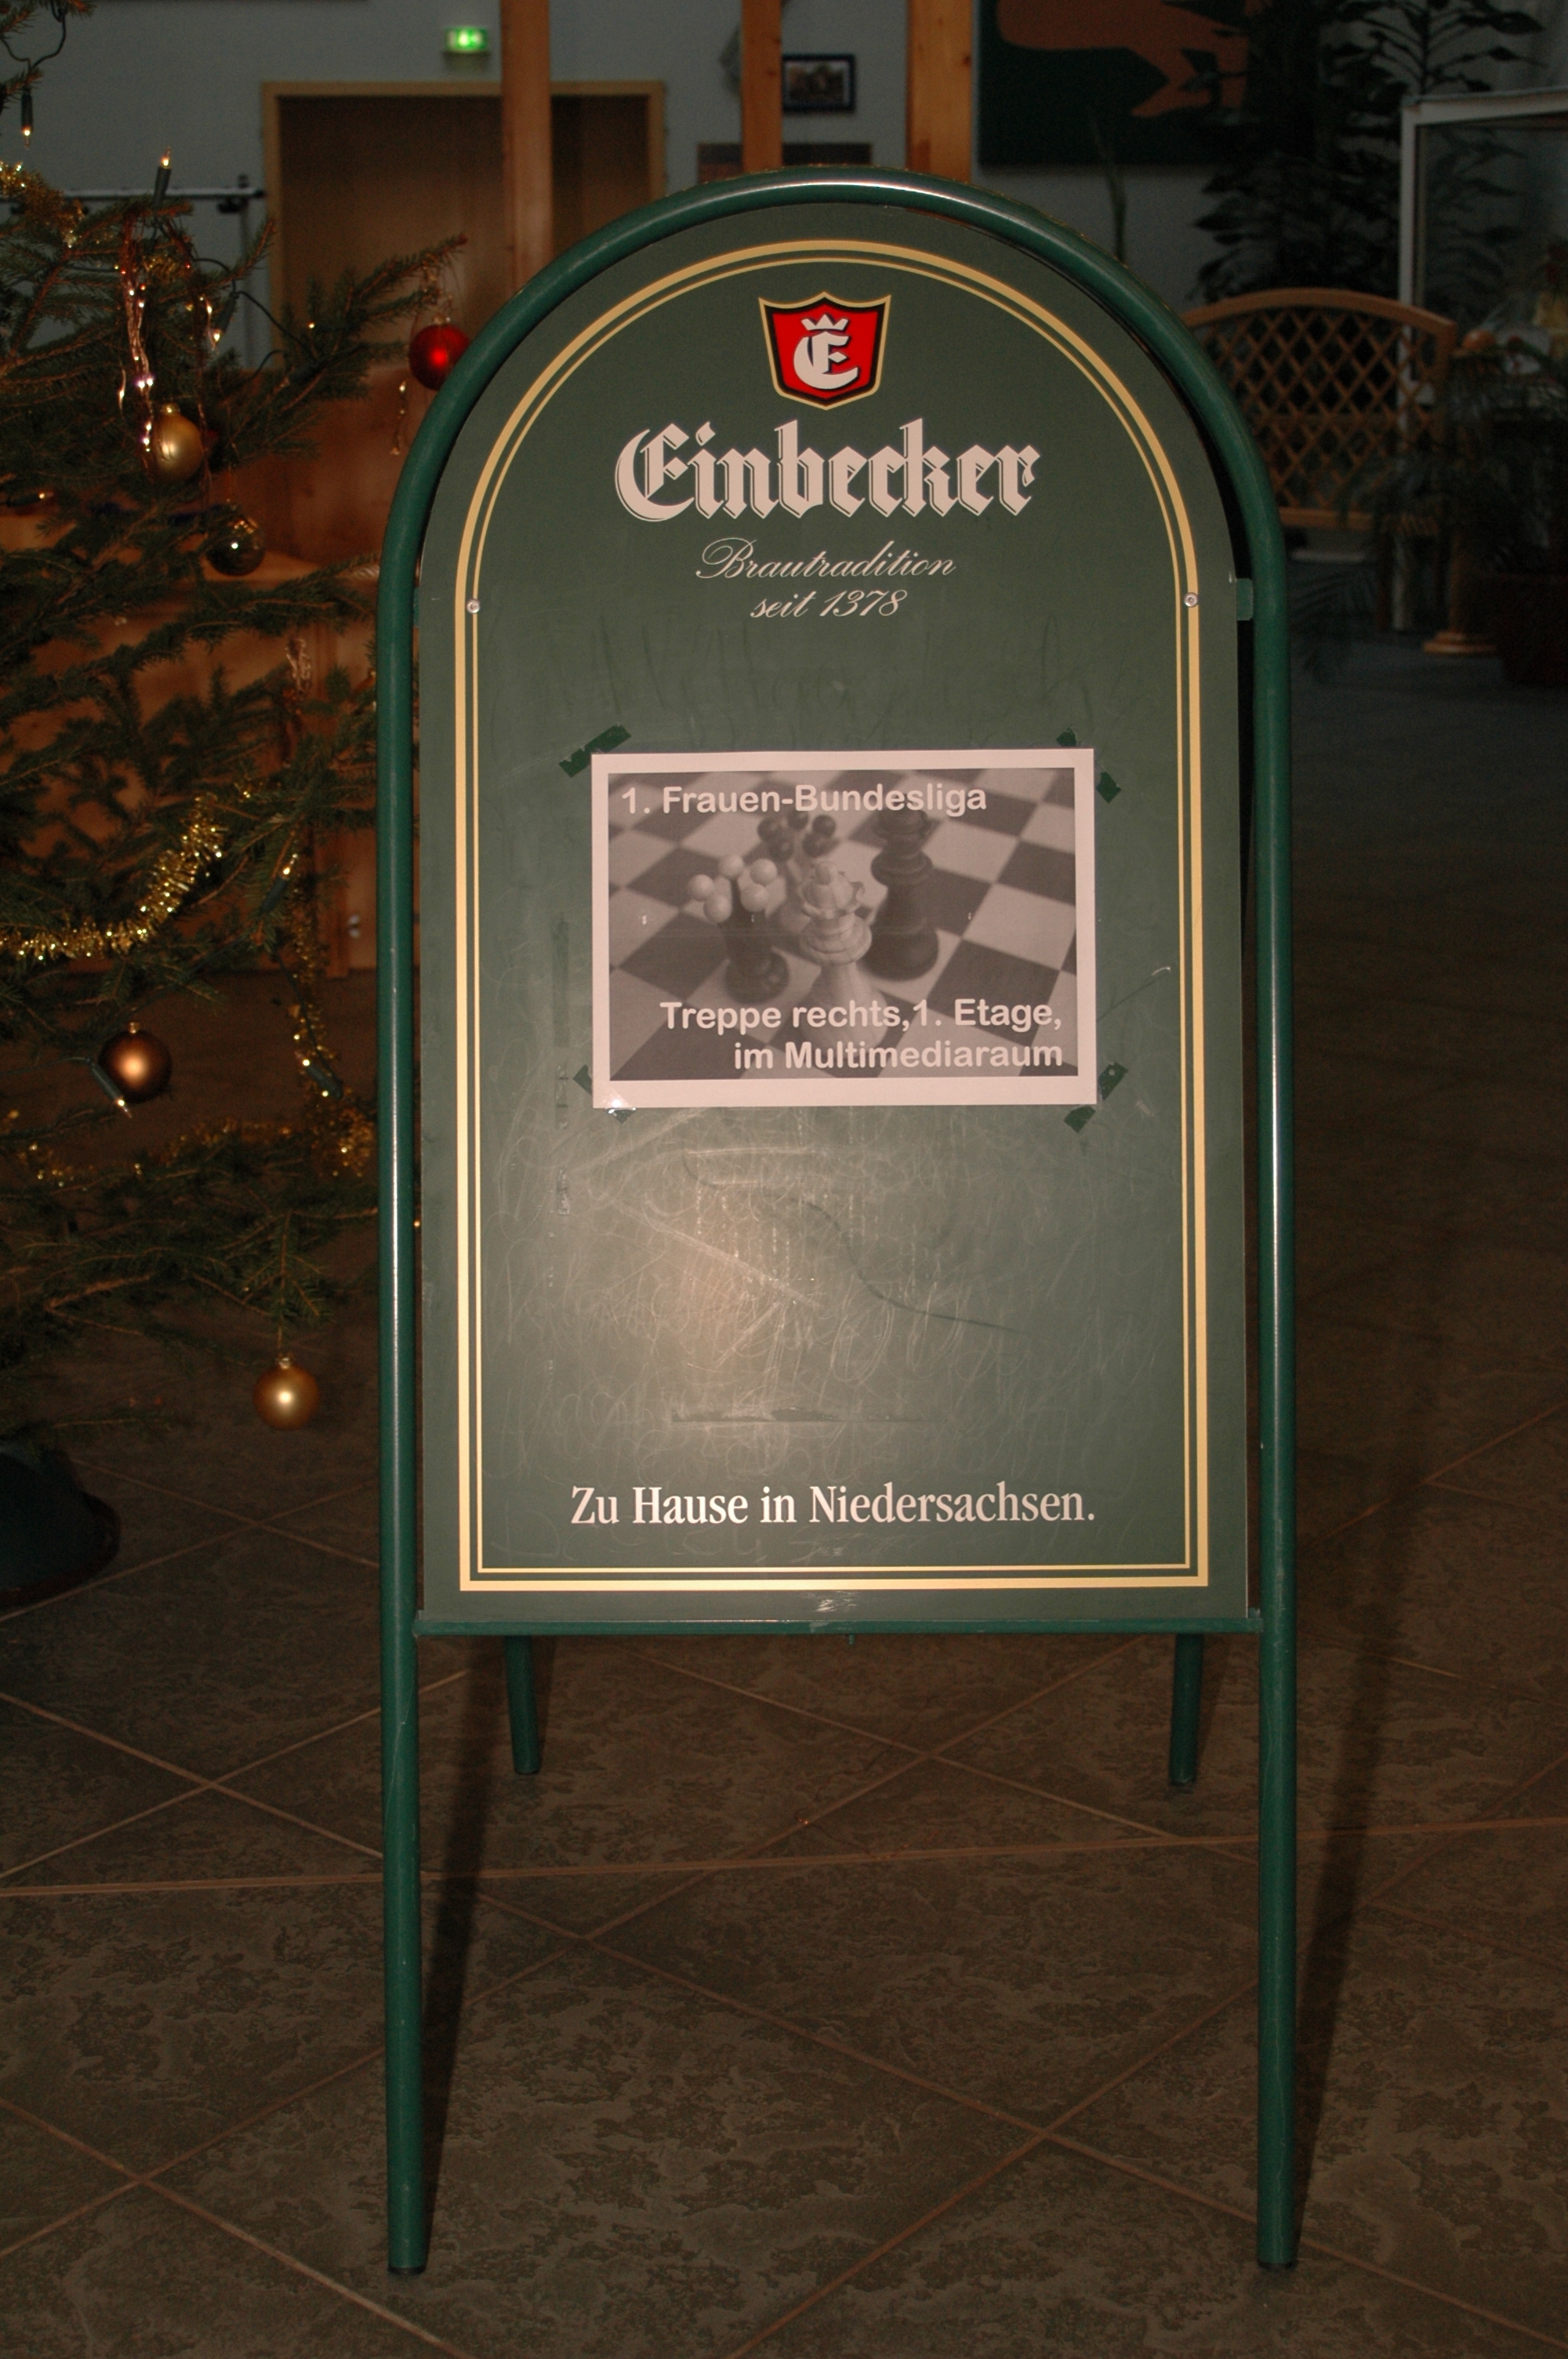 E
Einbecker
Brautradition
seit 1378
1. Frauen-Bundesliga
Treppe rechts,1. Etage,
im Multimediaraum
Zu Hause in Niedersachsen.